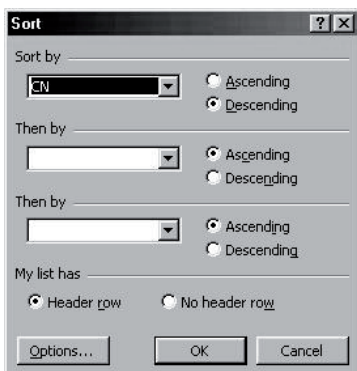 Sort
Sort by
CN
Ascending
Descending
Then by
Ascending
Descending
Then by
Ascending
Descending
My list has
Header row
No header row
Options...
OK
Cancel